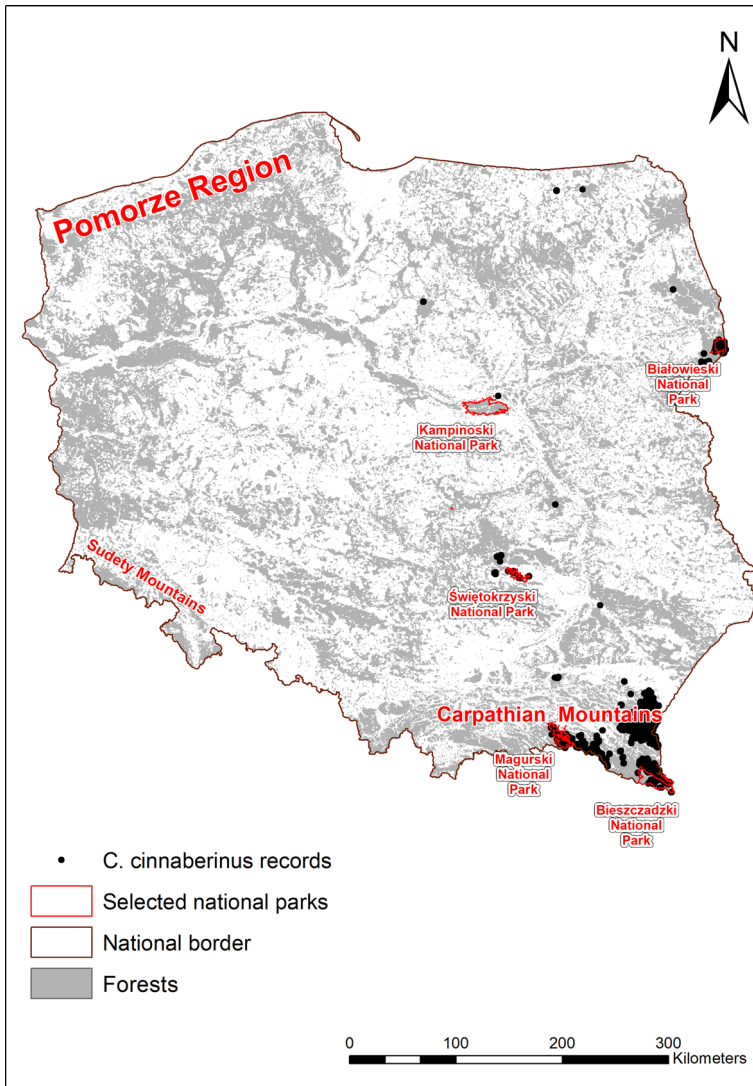 N
Pomorze Region
Białowieski
National
Park
Kampinoski
National Park
Sudety Mountains
Świętokrzyski
National Park
Carpathian Mountains
Magurski
National
Park
Bieszczadzki
National
Park
C. cinnaberinus records
Selected national parks
National border
Forests
0 100 200 300
Kilometers